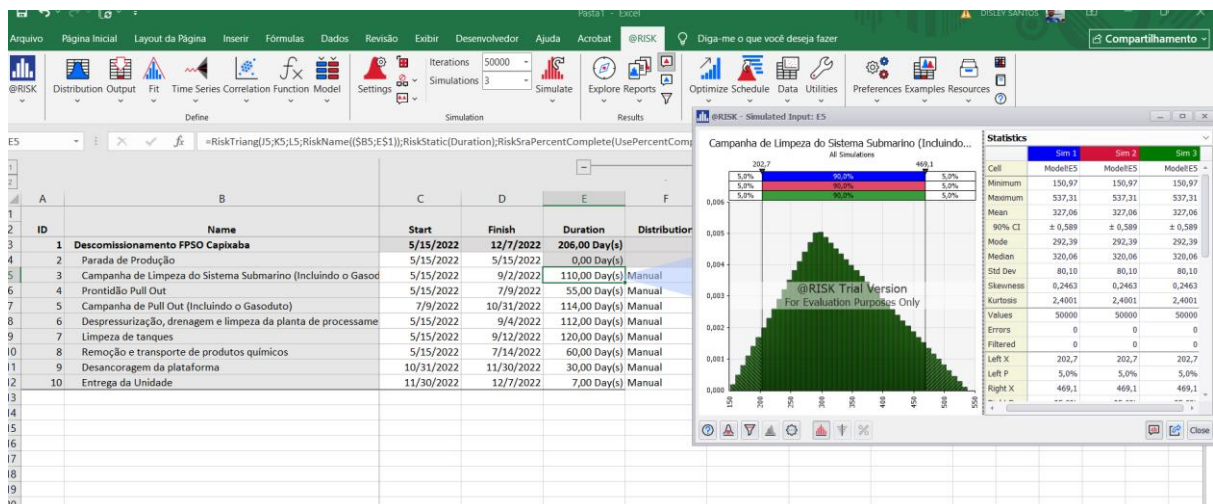 Pasta1 - Excel
DISLEY SANTOS
Arquivo Página Inicial Layout da Página Inserir Fórmulas Dados Revisão Exibir Desenvolvedor Ajuda Acrobat @RISK Diga-me o que você deseja fazer Compartilhamento
@RISK Distribution Output Fit Time Series Correlation Function Model Settings Iterations 50000 Simulate Explore Reports Optimize Schedule Data Utilities Preferences Examples Resources
Simulations 3
Define Simulation Results
E5 =RiskTriang(J5;K5;L5;RiskName(($B5;E$1));RiskStatic(Duration);RiskSraPercentComplete(UsePercentComp
A B C D E F
ID Name Start Finish Duration Distribution
1 Descomissionamento FPSO Capixaba 5/15/2022 12/7/2022 206,00 Day(s)
2 Parada de Produção 5/15/2022 5/15/2022 0,00 Day(s)
3 Campanha de Limpeza do Sistema Submarino (Incluindo o Gasod 5/15/2022 9/2/2022 110,00 Day(s) Manual
4 Prontidão Pull Out 5/15/2022 7/9/2022 55,00 Day(s) Manual
5 Campanha de Pull Out (Incluindo o Gasoduto) 7/9/2022 10/31/2022 114,00 Day(s) Manual
6 Despressurização, drenagem e limpeza da planta de processame 5/15/2022 9/4/2022 112,00 Day(s) Manual
7 Limpeza de tanques 5/15/2022 9/12/2022 120,00 Day(s) Manual
8 Remoção e transporte de produtos químicos 5/15/2022 7/14/2022 60,00 Day(s) Manual
9 Desancoragem da plataforma 10/31/2022 11/30/2022 30,00 Day(s) Manual
10 Entrega da Unidade 11/30/2022 12/7/2022 7,00 Day(s) Manual
@RISK - Simulated Input: E5
Campanha de Limpeza do Sistema Submarino (Incluindo...
All Simulations
202,7 469,1
5,0% 90,0% 5,0%
5,0% 90,0% 5,0%
5,0% 90,0% 5,0%
0,006
0,005
0,004
0,003
0,002
0,001
0,000
@RISK Trial Version
For Evaluation Purposes Only
150 200 250 300 350 400 450 500 550
Statistics
Sim 1 Sim 2 Sim 3
Cell Model!E5 Model!E5 Model!E5
Minimum 150,97 150,97 150,97
Maximum 537,31 537,31 537,31
Mean 327,06 327,06 327,06
90% CI ± 0,589 ± 0,589 ± 0,589
Mode 292,39 292,39 292,39
Median 320,06 320,06 320,06
Std Dev 80,10 80,10 80,10
Skewness 0,2463 0,2463 0,2463
Kurtosis 2,4001 2,4001 2,4001
Values 50000 50000 50000
Errors 0 0 0
Filtered 0 0 0
Left X 202,7 202,7 202,7
Left P 5,0% 5,0% 5,0%
Right X 469,1 469,1 469,1
Close